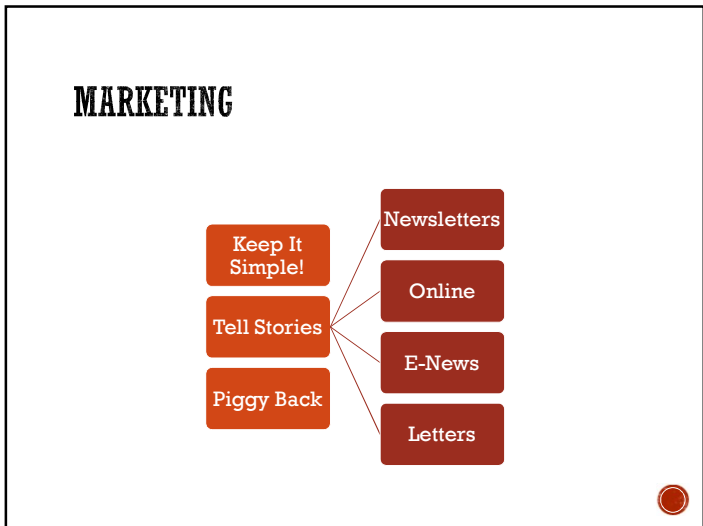 MARKETING
Keep It
Simple!
Tell Stories
Piggy Back
Newsletters
Online
E-News
Letters